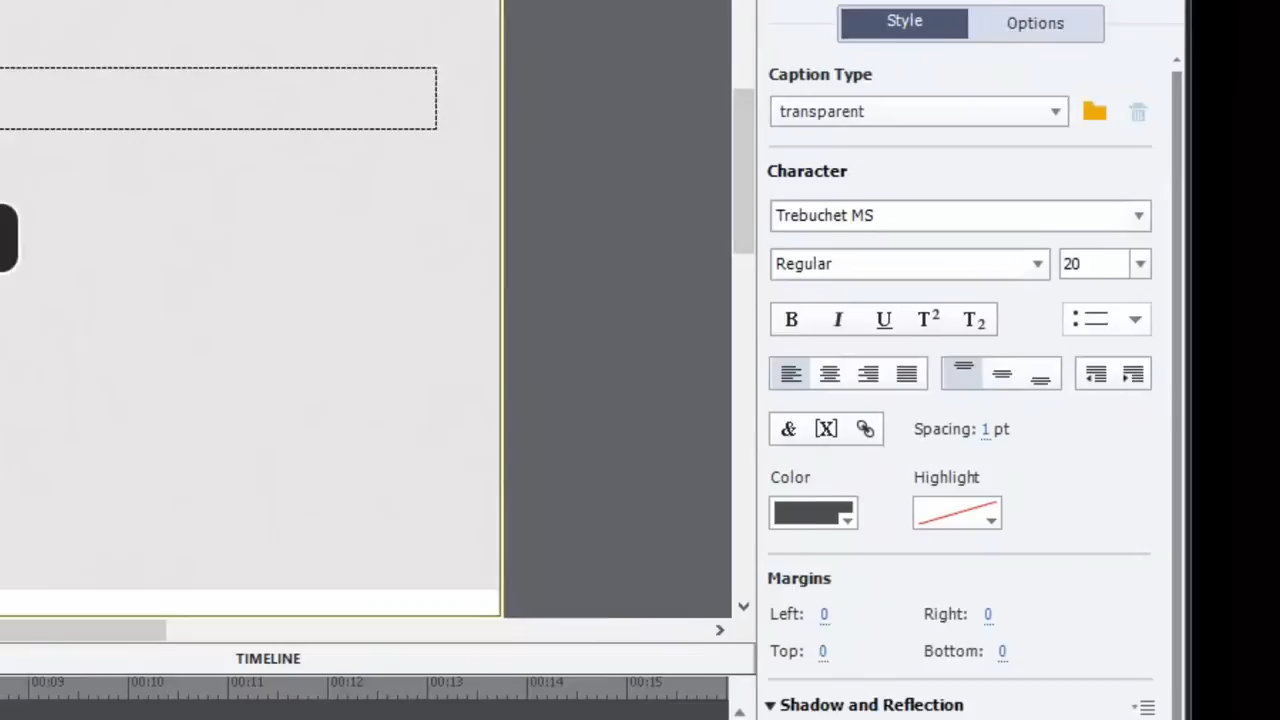 Style Options
Caption Type
transparent
Character
Trebuchet MS
Regular 20
B I U T² T₂
& [X]
Spacing: 1 pt
Color Highlight
Margins
Left: 0 Right: 0
Top: 0 Bottom: 0
Shadow and Reflection
TIMELINE
00:09 00:10 00:11 00:12 00:13 00:14 00:15